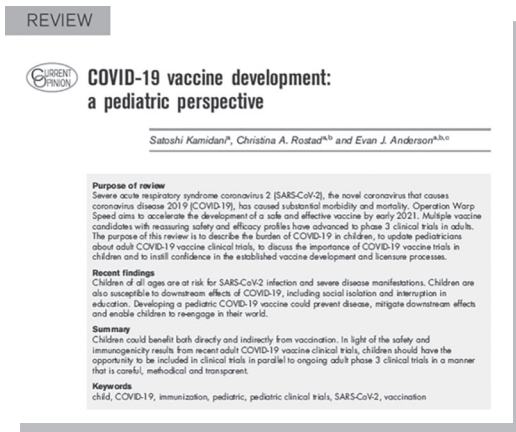 REVIEW
CURRENT
OPINION
COVID-19 vaccine development:
a pediatric perspective
Satoshi Kamidaniᵃ, Christina A. Rostadᵃ,ᵇ and Evan J. Andersonᵃ,ᵇ,ᶜ
Purpose of review
Severe acute respiratory syndrome coronavirus 2 (SARS-CoV-2), the novel coronavirus that causes
coronavirus disease 2019 (COVID-19), has caused substantial morbidity and mortality. Operation Warp
Speed aims to accelerate the development of a safe and effective vaccine by early 2021. Multiple vaccine
candidates with reassuring safety and efficacy profiles have advanced to phase 3 clinical trials in adults.
The purpose of this review is to describe the burden of COVID-19 in children, to update pediatricians
about adult COVID-19 vaccine clinical trials, to discuss the importance of COVID-19 vaccine trials in
children and to instill confidence in the established vaccine development and licensure processes.
Recent findings
Children of all ages are at risk for SARS-CoV-2 infection and severe disease manifestations. Children are
also susceptible to downstream effects of COVID-19, including social isolation and interruption in
education. Developing a pediatric COVID-19 vaccine could prevent disease, mitigate downstream effects
and enable children to re-engage in their world.
Summary
Children could benefit both directly and indirectly from vaccination. In light of the safety and
immunogenicity results from recent adult COVID-19 vaccine clinical trials, children should have the
opportunity to be included in clinical trials in parallel to ongoing adult phase 3 clinical trials in a manner
that is careful, methodical and transparent.
Keywords
child, COVID-19, immunization, pediatric, pediatric clinical trials, SARS-CoV-2, vaccination